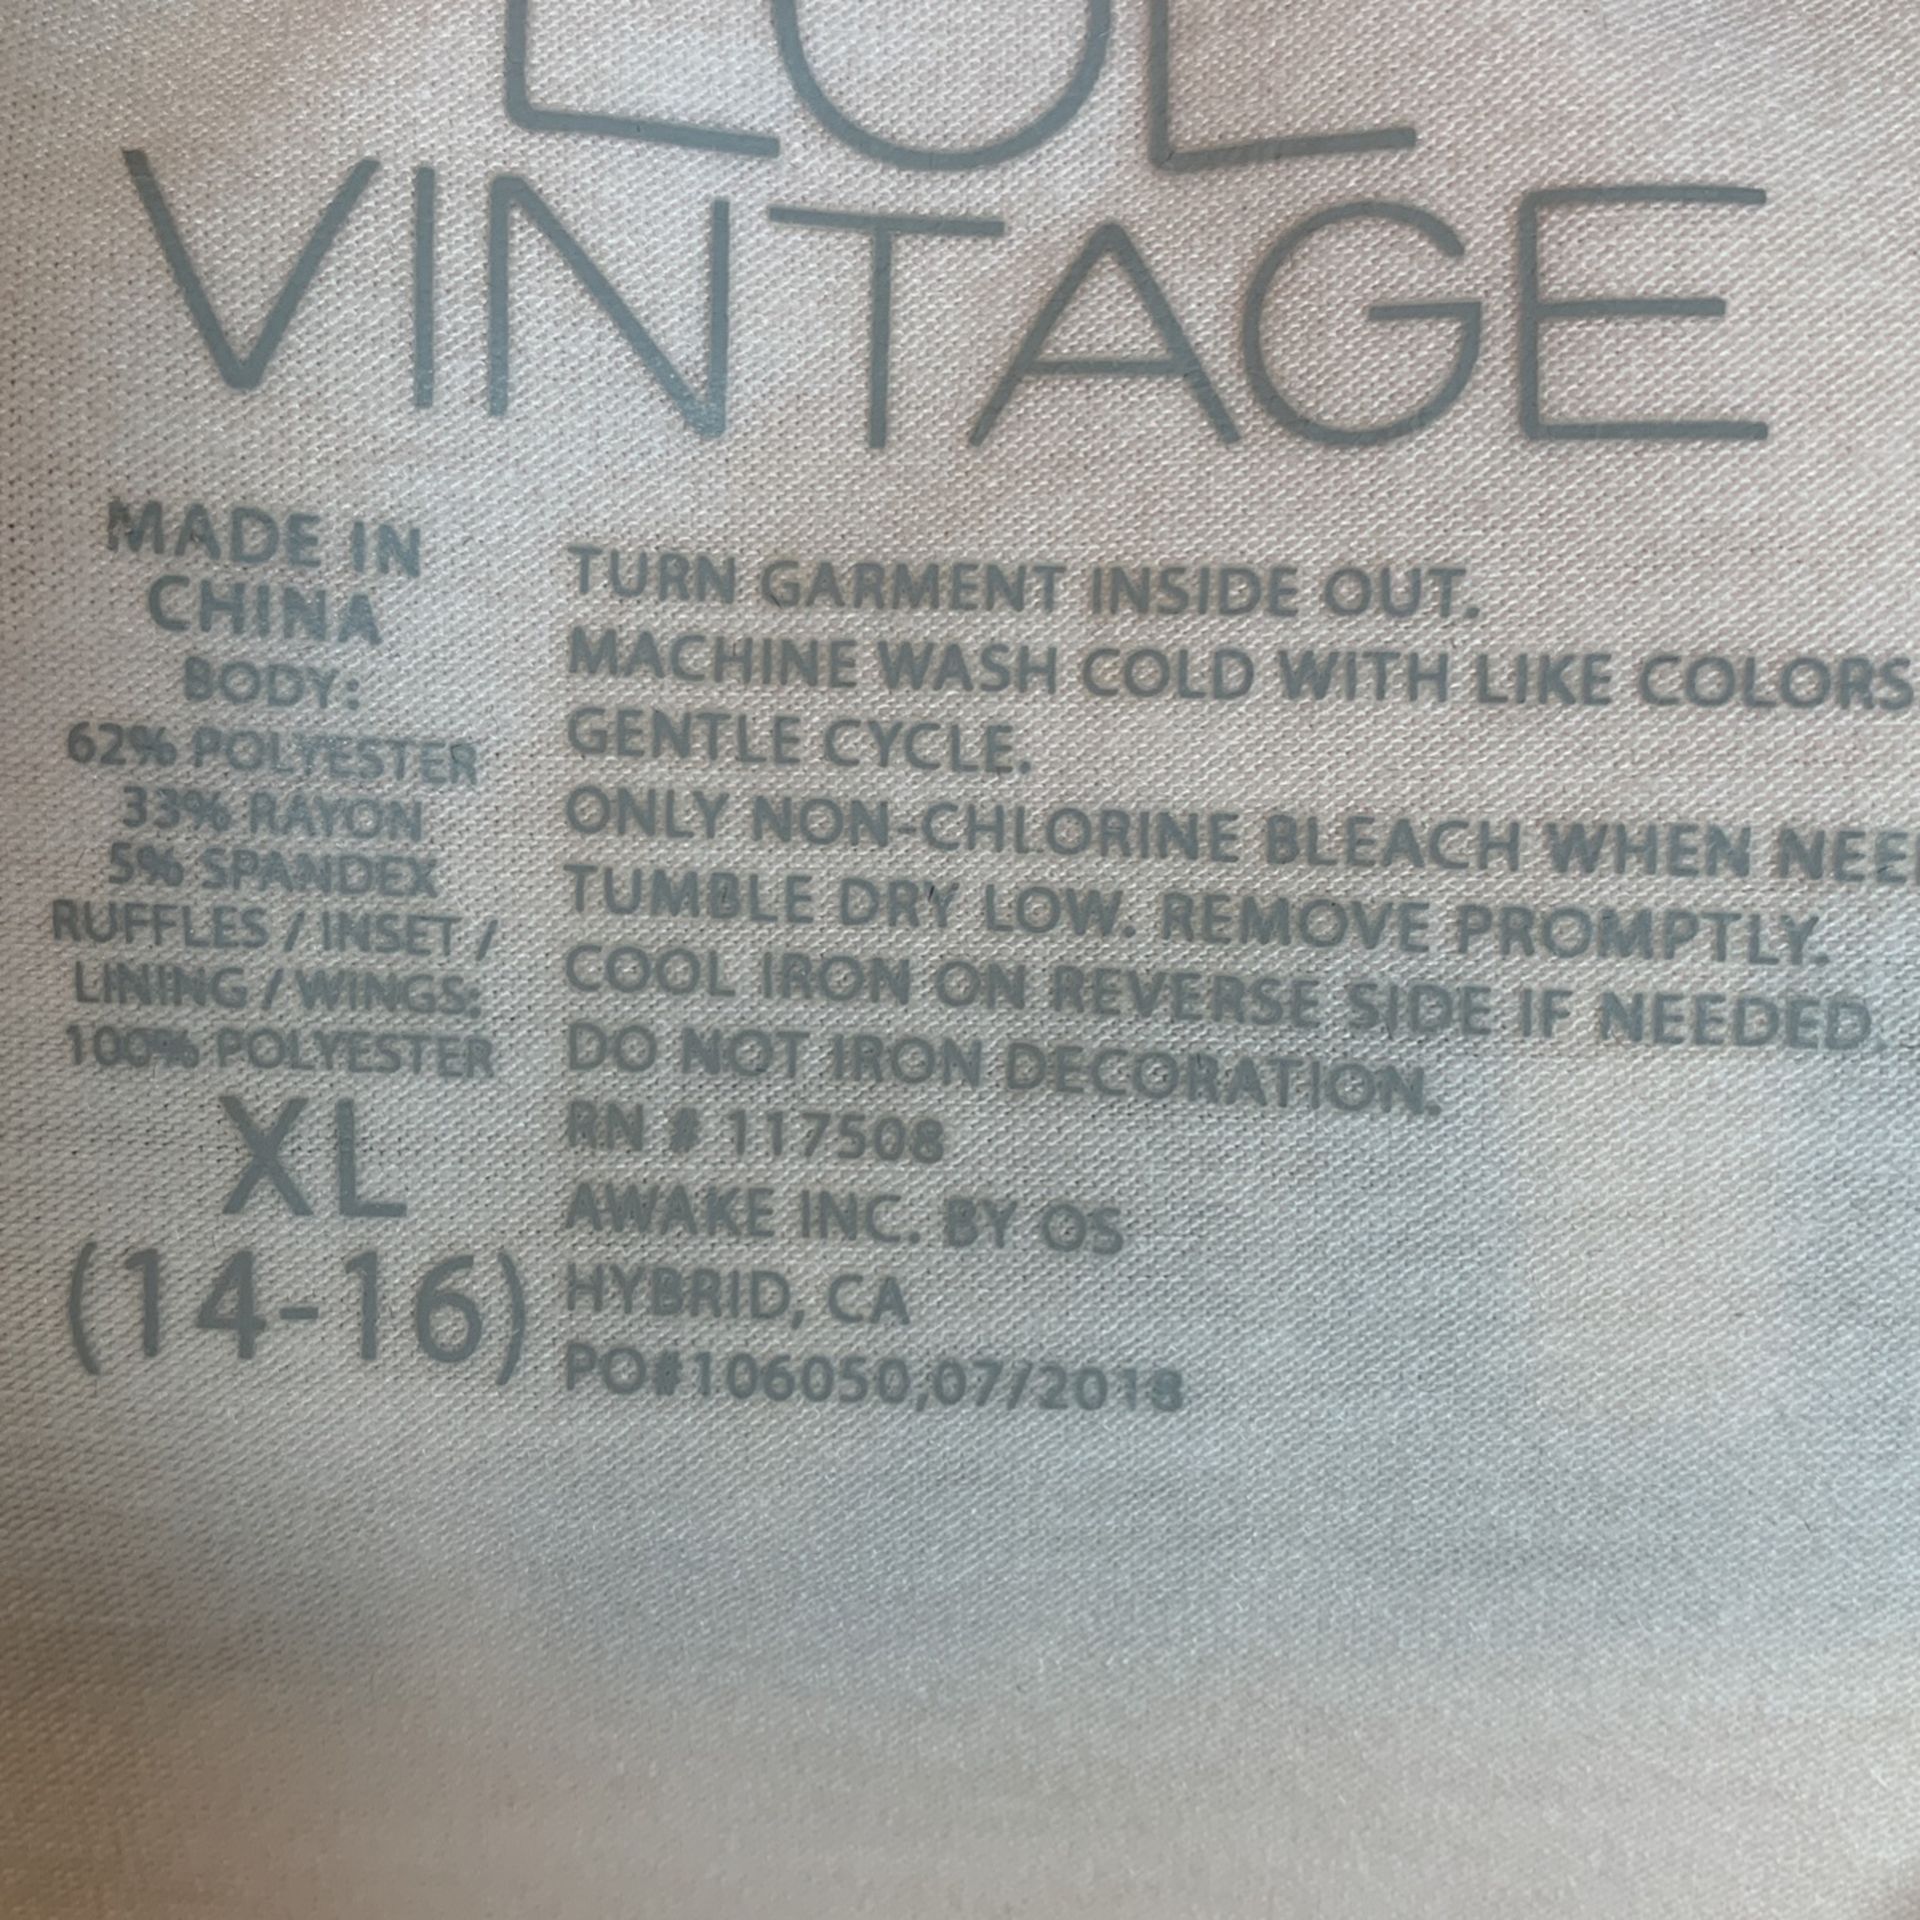 LOL
VINTAGE
MADE IN
CHINA
BODY:
62% POLYESTER
33% RAYON
5% SPANDEX
RUFFLES / INSET /
LINING / WINGS:
100% POLYESTER
XL
(14-16)
TURN GARMENT INSIDE OUT.
MACHINE WASH COLD WITH LIKE COLORS
GENTLE CYCLE.
ONLY NON-CHLORINE BLEACH WHEN
TUMBLE DRY LOW. REMOVE PROMPTLY.
COOL IRON ON REVERSE SIDE IF NEEDED.
DO NOT IRON DECORATION.
RN # 117508
AWAKE INC. BY OS
HYBRID, CA
PO#106050,07/2018